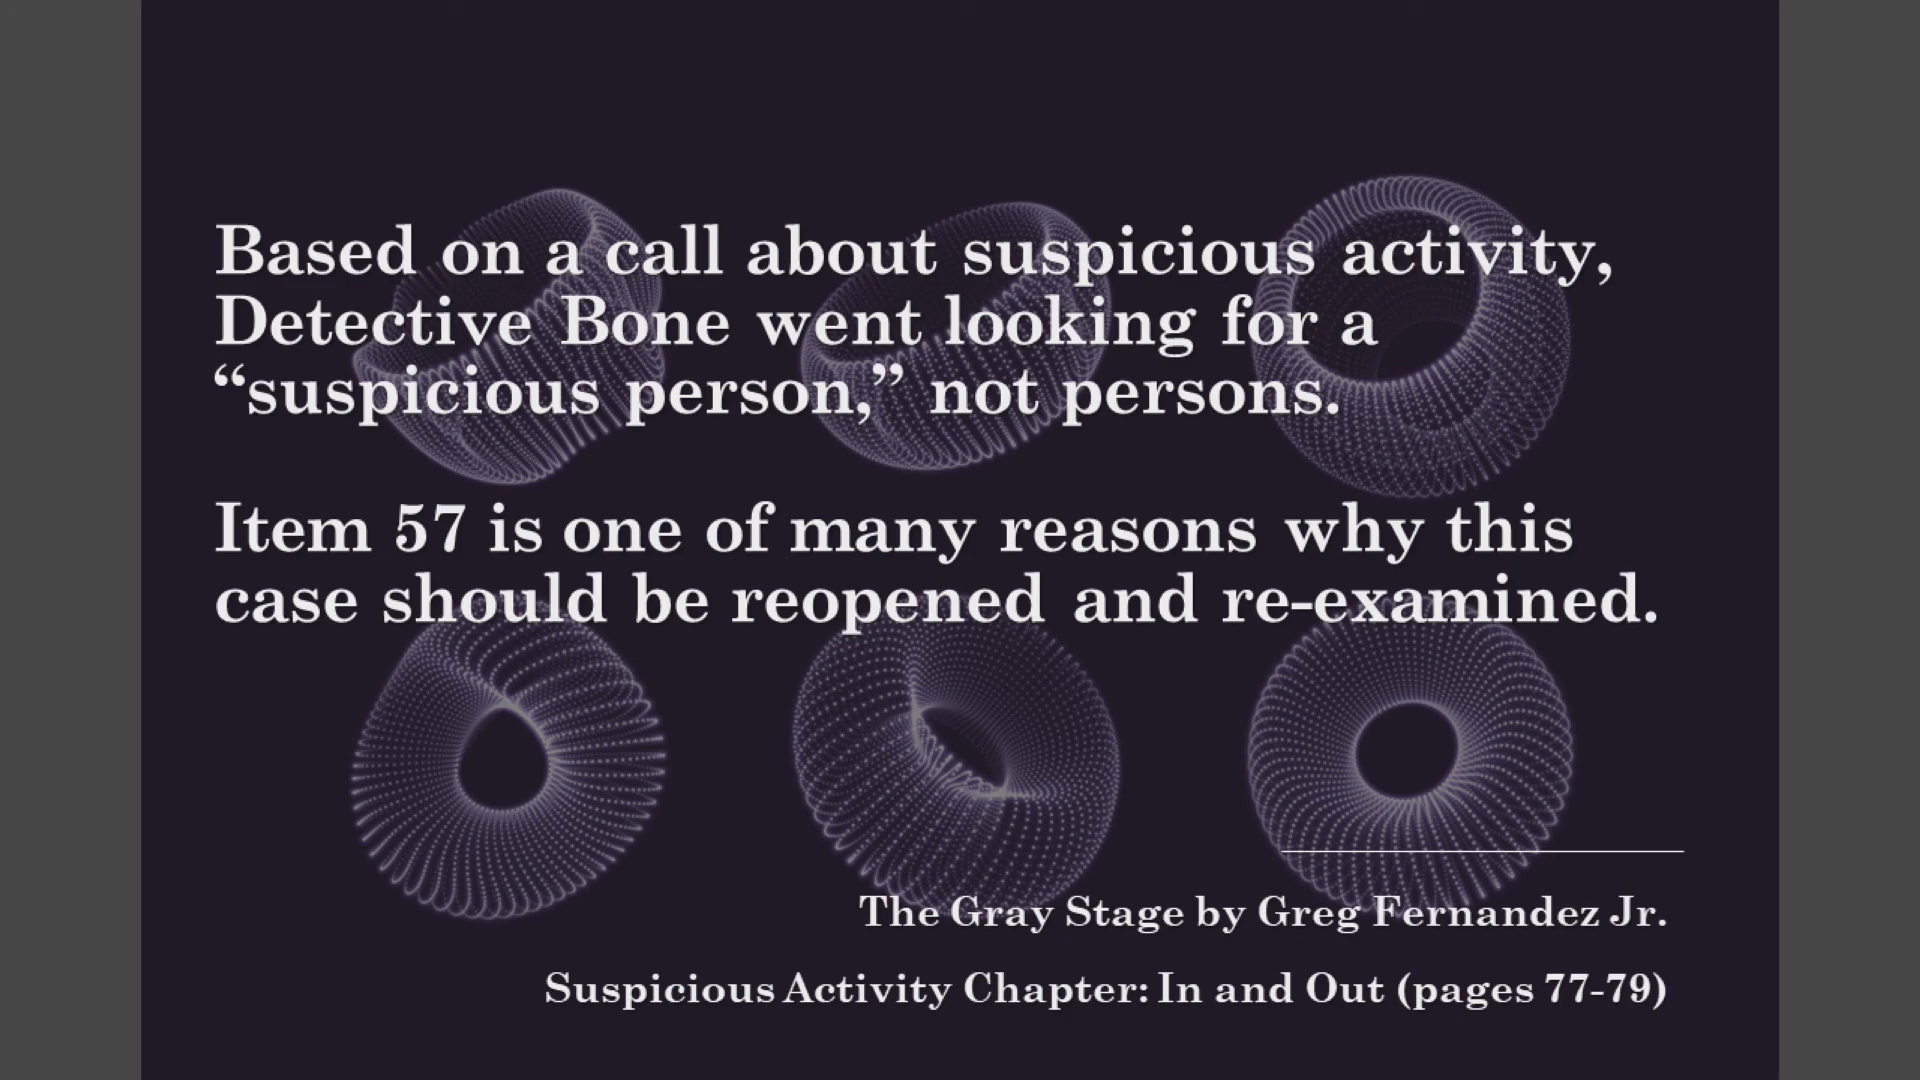 Based on a call about suspicious activity,
Detective Bone went looking for a
“suspicious person,” not persons.
Item 57 is one of many reasons why this
case should be reopened and re-examined.
The Gray Stage by Greg Fernandez Jr.
Suspicious Activity Chapter: In and Out (pages 77-79)